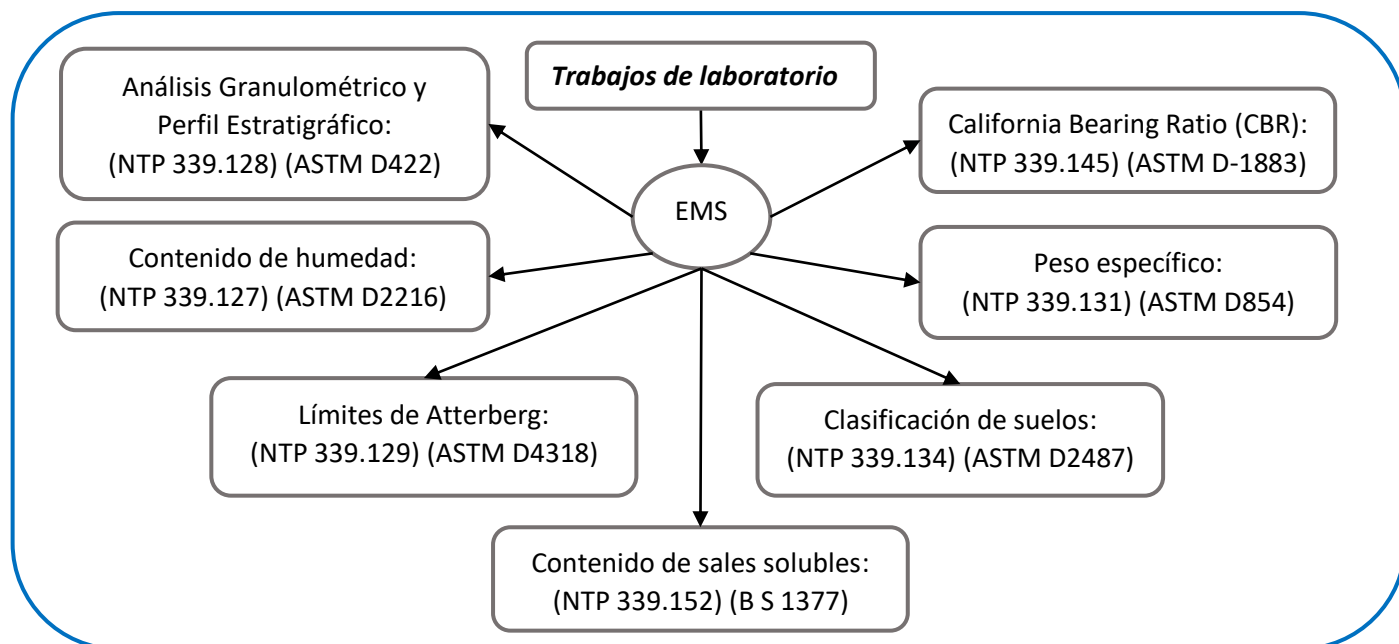 Trabajos de laboratorio
EMS
Análisis Granulométrico y
Perfil Estratigráfico:
(NTP 339.128) (ASTM D422)
California Bearing Ratio (CBR):
(NTP 339.145) (ASTM D-1883)
Contenido de humedad:
(NTP 339.127) (ASTM D2216)
Peso específico:
(NTP 339.131) (ASTM D854)
Límites de Atterberg:
(NTP 339.129) (ASTM D4318)
Clasificación de suelos:
(NTP 339.134) (ASTM D2487)
Contenido de sales solubles:
(NTP 339.152) (B S 1377)